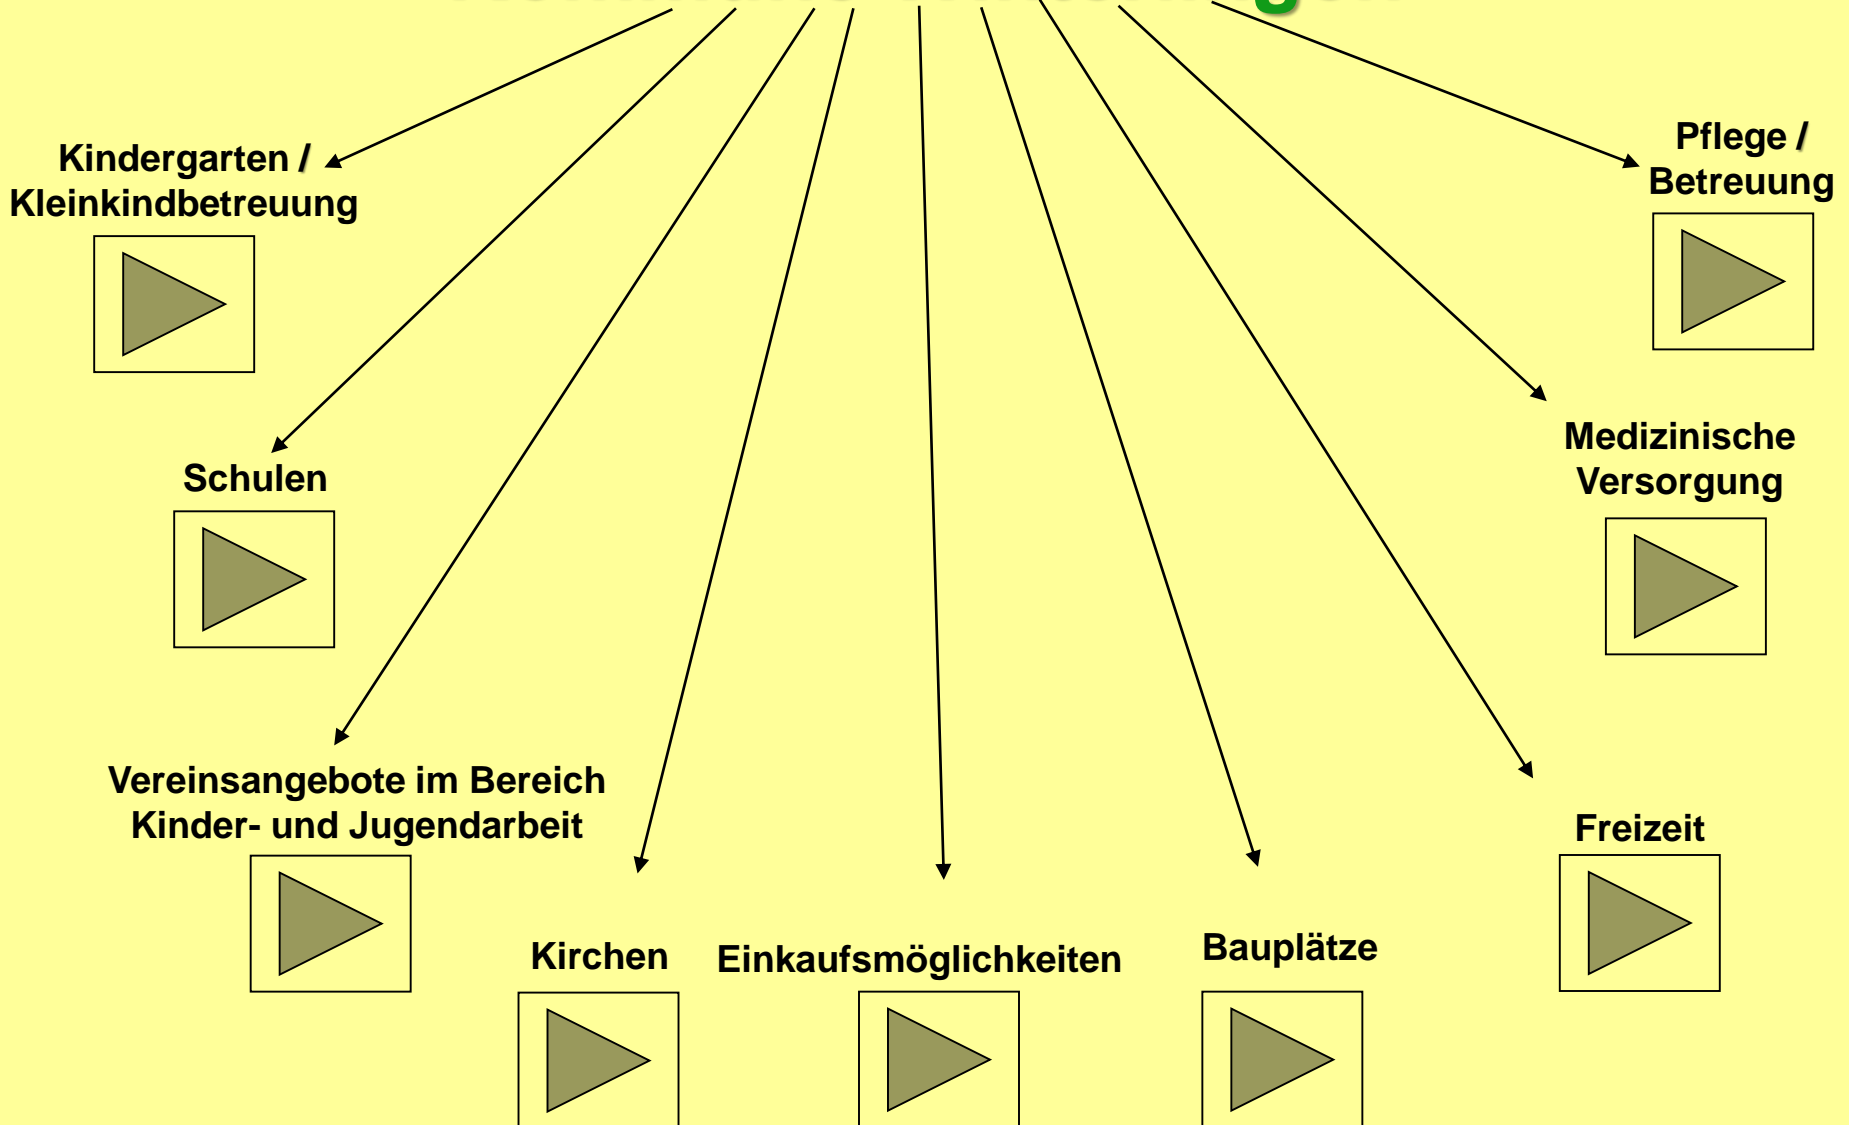 Kindergarten /
Kleinkindbetreuung
Pflege /
Betreuung
Schulen
Medizinische
Versorgung
Vereinsangebote im Bereich
Kinder- und Jugendarbeit
Freizeit
Kirchen
Einkaufsmöglichkeiten
Bauplätze